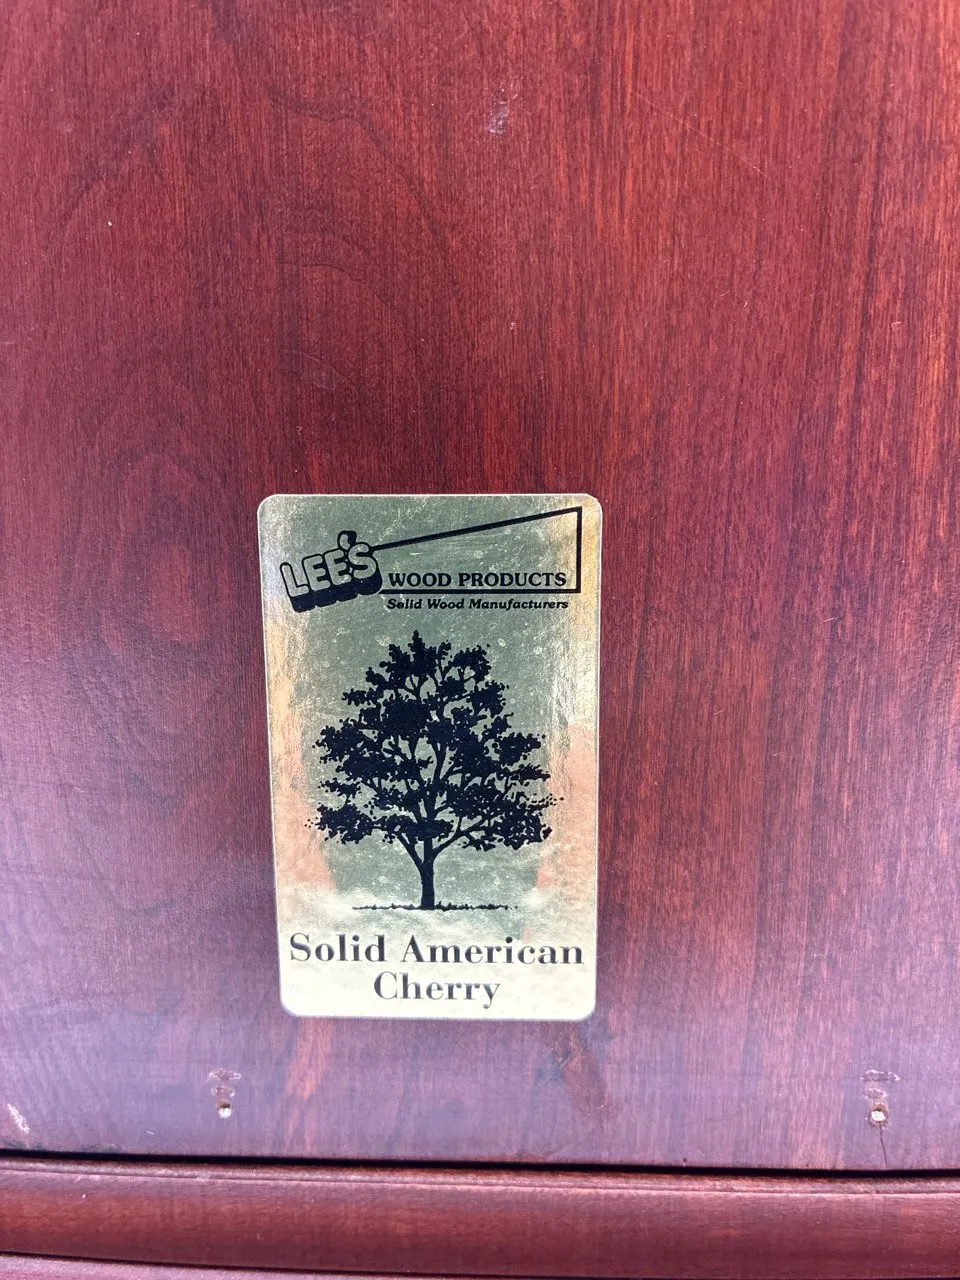 LEE'S
WOOD PRODUCTS
Solid Wood Manufacturers
Solid American
Cherry